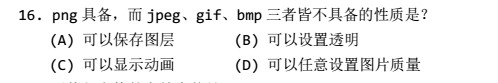 16. png 具备，而 jpeg、gif、bmp 三者皆不具备的性质是？
(A) 可以保存图层 (B) 可以设置透明
(C) 可以显示动画 (D) 可以任意设置图片质量